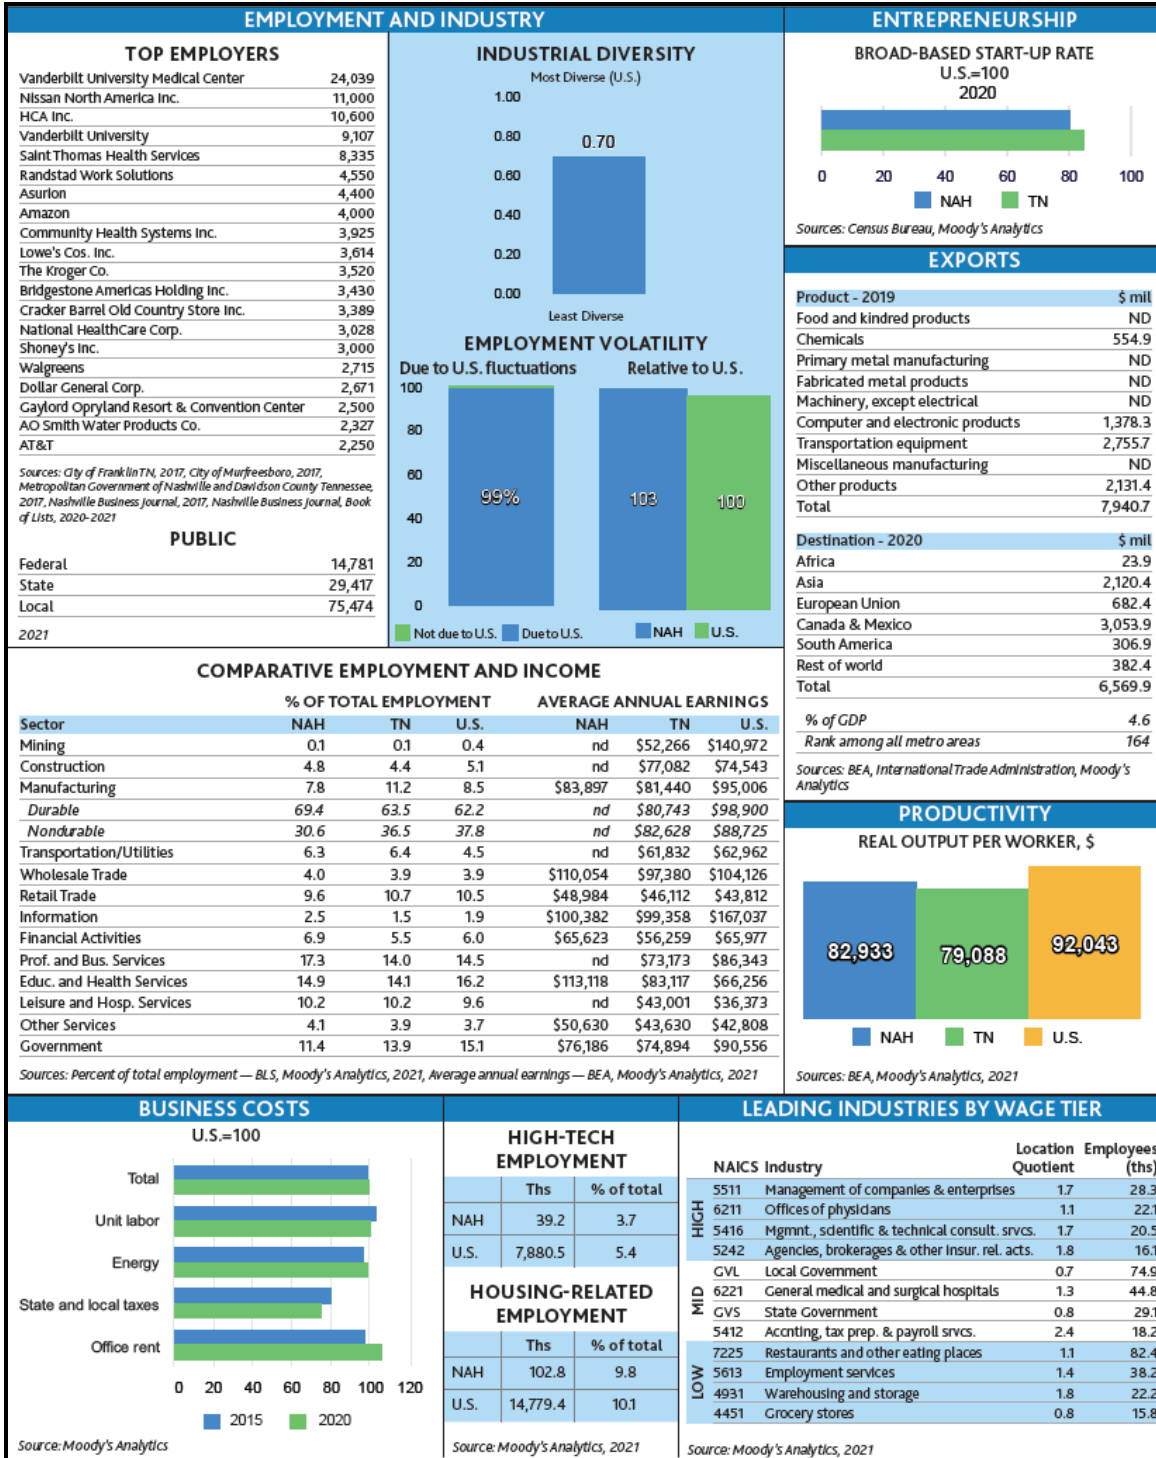 EMPLOYMENT AND INDUSTRY
TOP EMPLOYERS
Vanderbilt University Medical Center 24,039
Nissan North America Inc. 11,000
HCA Inc. 10,600
Vanderbilt University 9,107
Saint Thomas Health Services 8,335
Randstad Work Solutions 4,550
Asurion 4,400
Amazon 4,000
Community Health Systems Inc. 3,925
Lowe's Cos. Inc. 3,614
The Kroger Co. 3,520
Bridgestone Americas Holding Inc. 3,430
Cracker Barrel Old Country Store Inc. 3,389
National HealthCare Corp. 3,028
Shoney's Inc. 3,000
Walgreens 2,715
Dollar General Corp. 2,671
Gaylord Opryland Resort & Convention Center 2,500
AO Smith Water Products Co. 2,327
AT&T 2,250
Sources: City of Franklin TN, 2017, City of Murfreesboro, 2017,
Metropolitan Government of Nashville and Davidson County Tennessee,
2017, Nashville Business Journal, 2017, Nashville Business Journal, Book
of Lists, 2020-2021
PUBLIC
Federal 14,781
State 29,417
Local 75,474
2021
INDUSTRIAL DIVERSITY
Most Diverse (U.S.)
1.00
0.80
0.70
0.60
0.40
0.20
0.00
Least Diverse
EMPLOYMENT VOLATILITY
Due to U.S. fluctuations Relative to U.S.
100
80
60
99% 103 100
40
20
0
Not due to U.S. Due to U.S. NAH U.S.
ENTREPRENEURSHIP
BROAD-BASED START-UP RATE
U.S.=100
2020
0 20 40 60 80 100
NAH TN
Sources: Census Bureau, Moody's Analytics
EXPORTS
Product - 2019 $ mil
Food and kindred products ND
Chemicals 554.9
Primary metal manufacturing ND
Fabricated metal products ND
Machinery, except electrical ND
Computer and electronic products 1,378.3
Transportation equipment 2,755.7
Miscellaneous manufacturing ND
Other products 2,131.4
Total 7,940.7
Destination - 2020 $ mil
Africa 23.9
Asia 2,120.4
European Union 682.4
Canada & Mexico 3,053.9
South America 306.9
Rest of world 382.4
Total 6,569.9
% of GDP 4.6
Rank among all metro areas 164
Sources: BEA, International Trade Administration, Moody's
Analytics
COMPARATIVE EMPLOYMENT AND INCOME
% OF TOTAL EMPLOYMENT AVERAGE ANNUAL EARNINGS
Sector NAH TN U.S. NAH TN U.S.
Mining 0.1 0.1 0.4 nd $52,266 $140,972
Construction 4.8 4.4 5.1 nd $77,082 $74,543
Manufacturing 7.8 11.2 8.5 $83,897 $81,440 $95,006
Durable 69.4 63.5 62.2 nd $80,743 $98,900
Nondurable 30.6 36.5 37.8 nd $82,628 $88,725
Transportation/Utilities 6.3 6.4 4.5 nd $61,832 $62,962
Wholesale Trade 4.0 3.9 3.9 $110,054 $97,380 $104,126
Retail Trade 9.6 10.7 10.5 $48,984 $46,112 $43,812
Information 2.5 1.5 1.9 $100,382 $99,358 $167,037
Financial Activities 6.9 5.5 6.0 $65,623 $56,259 $65,977
Prof. and Bus. Services 17.3 14.0 14.5 nd $73,173 $86,343
Educ. and Health Services 14.9 14.1 16.2 $113,118 $83,117 $66,256
Leisure and Hosp. Services 10.2 10.2 9.6 nd $43,001 $36,373
Other Services 4.1 3.9 3.7 $50,630 $43,630 $42,808
Government 11.4 13.9 15.1 $76,186 $74,894 $90,556
Sources: Percent of total employment — BLS, Moody's Analytics, 2021, Average annual earnings — BEA, Moody's Analytics, 2021
PRODUCTIVITY
REAL OUTPUT PER WORKER, $
82,933 79,088 92,043
NAH TN U.S.
Sources: BEA, Moody's Analytics, 2021
BUSINESS COSTS
U.S.=100
Total
Unit labor
Energy
State and local taxes
Office rent
0 20 40 60 80 100 120
2015 2020
Source: Moody's Analytics
HIGH-TECH
EMPLOYMENT
Ths % of total
NAH 39.2 3.7
U.S. 7,880.5 5.4
HOUSING-RELATED
EMPLOYMENT
Ths % of total
NAH 102.8 9.8
U.S. 14,779.4 10.1
Source: Moody's Analytics, 2021
LEADING INDUSTRIES BY WAGE TIER
Location Employees
NAICS Industry Quotient (ths)
HIGH
5511 Management of companies & enterprises 1.7 28.3
6211 Offices of physicians 1.1 22.1
5416 Mgmnt., scientific & technical consult. srvcs. 1.7 20.5
5242 Agencies, brokerages & other insur. rel. acts. 1.8 16.1
MID
GVL Local Government 0.7 74.9
6221 General medical and surgical hospitals 1.3 44.8
GVS State Government 0.8 29.1
5412 Accnting, tax prep. & payroll srvcs. 2.4 18.2
LOW
7225 Restaurants and other eating places 1.1 82.4
5613 Employment services 1.4 38.2
4931 Warehousing and storage 1.8 22.2
4451 Grocery stores 0.8 15.8
Source: Moody's Analytics, 2021